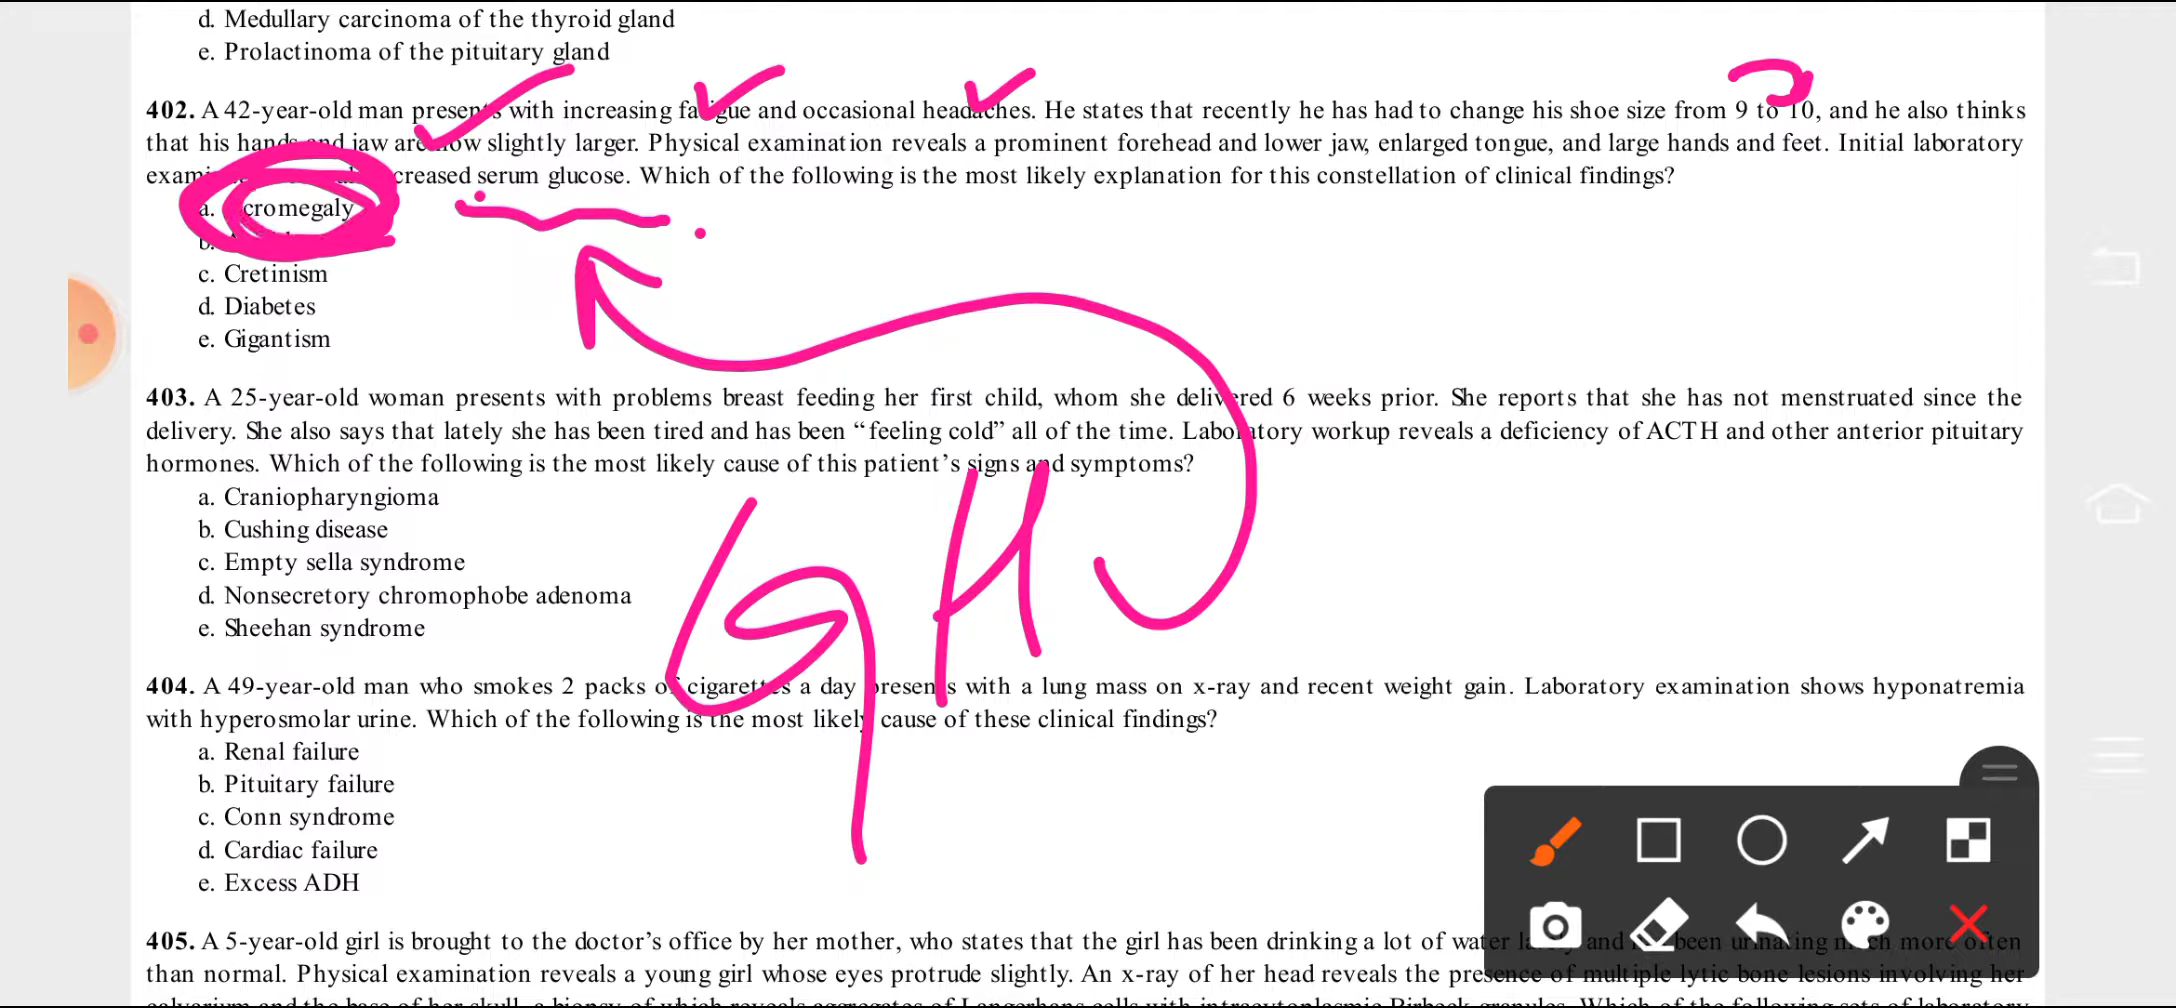 d. Medullary carcinoma of the thyroid gland
e. Prolactinoma of the pituitary gland
402. A 42-year-old man presents with increasing fatigue and occasional headaches. He states that recently he has had to change his shoe size from 9 to 10, and he also thinks
that his hands and jaw are now slightly larger. Physical examination reveals a prominent forehead and lower jaw, enlarged tongue, and large hands and feet. Initial laboratory
creased serum glucose. Which of the following is the most likely explanation for this constellation of clinical findings?
a. cromegaly
b.
c. Cretinism
d. Diabetes
e. Gigantism
403. A 25-year-old woman presents with problems breast feeding her first child, whom she delivered 6 weeks prior. She reports that she has not menstruated since the
delivery. She also says that lately she has been tired and has been “feeling cold” all of the time. Laboratory workup reveals a deficiency of ACTH and other anterior pituitary
hormones. Which of the following is the most likely cause of this patient’s signs and symptoms?
a. Craniopharyngioma
b. Cushing disease
c. Empty sella syndrome
d. Nonsecretory chromophobe adenoma
e. Sheehan syndrome
GH
404. A 49-year-old man who smokes 2 packs of cigarettes a day presents with a lung mass on x-ray and recent weight gain. Laboratory examination shows hyponatremia
with hyperosmolar urine. Which of the following is the most likely cause of these clinical findings?
a. Renal failure
b. Pituitary failure
c. Conn syndrome
d. Cardiac failure
e. Excess ADH
405. A 5-year-old girl is brought to the doctor’s office by her mother, who states that the girl has been drinking a lot of water and been urinating much more often
than normal. Physical examination reveals a young girl whose eyes protrude slightly. An x-ray of her head reveals the presence of multiple lytic bone lesions involving her